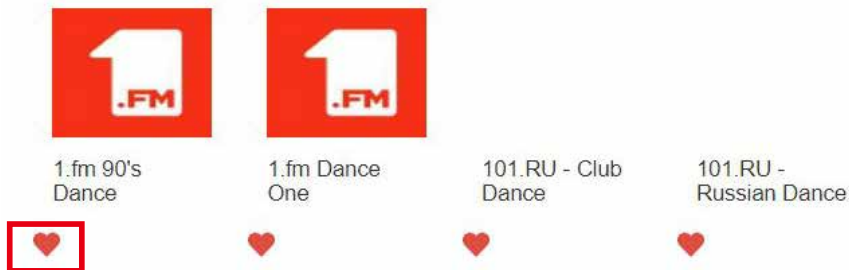 .FM
.FM
1.fm 90's
Dance
1.fm Dance
One
101.RU - Club
Dance
101.RU -
Russian Dance